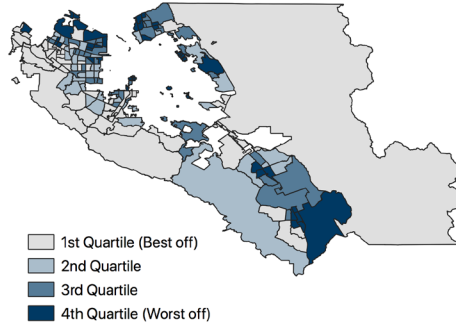 1st Quartile (Best off)
2nd Quartile
3rd Quartile
4th Quartile (Worst off)